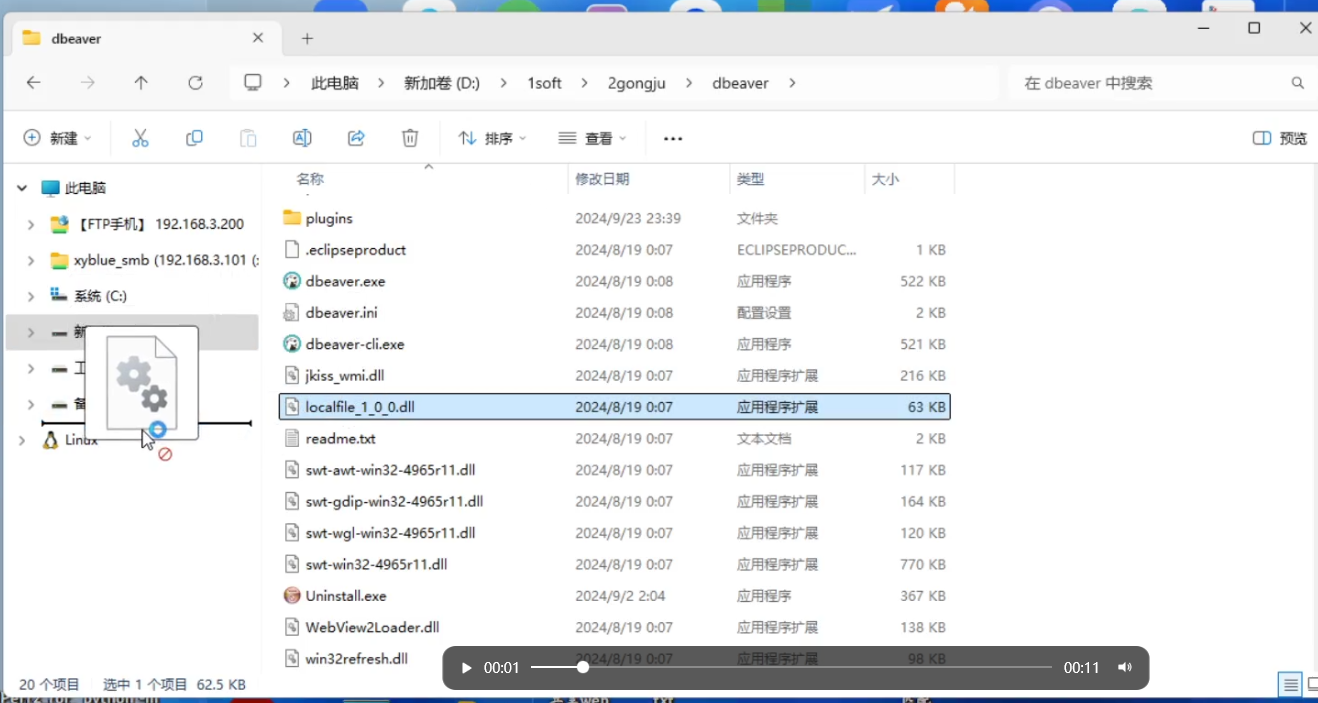 dbeaver
此电脑 新加卷 (D:) 1soft 2gongju dbeaver 在 dbeaver 中搜索
新建 排序 查看 预览
名称 修改日期 类型 大小
此电脑
【FTP手机】 192.168.3.200
xyblue_smb (192.168.3.101 (
系统 (C:)
新
工
备
Linux
plugins 2024/9/23 23:39 文件夹
.eclipseproduct 2024/8/19 0:07 ECLIPSEPRODUC... 1 KB
dbeaver.exe 2024/8/19 0:08 应用程序 522 KB
dbeaver.ini 2024/8/19 0:08 配置设置 2 KB
dbeaver-cli.exe 2024/8/19 0:08 应用程序 521 KB
jkiss_wmi.dll 2024/8/19 0:07 应用程序扩展 216 KB
localfile_1_0_0.dll 2024/8/19 0:07 应用程序扩展 63 KB
readme.txt 2024/8/19 0:07 文本文档 2 KB
swt-awt-win32-4965r11.dll 2024/8/19 0:07 应用程序扩展 117 KB
swt-gdip-win32-4965r11.dll 2024/8/19 0:07 应用程序扩展 164 KB
swt-wgl-win32-4965r11.dll 2024/8/19 0:07 应用程序扩展 120 KB
swt-win32-4965r11.dll 2024/8/19 0:07 应用程序扩展 770 KB
Uninstall.exe 2024/9/2 2:04 应用程序 367 KB
WebView2Loader.dll 2024/8/19 0:07 应用程序扩展 138 KB
win32refresh.dll 2024/8/19 0:07 应用程序扩展 98 KB
00:01 00:11
20 个项目 选中 1 个项目 62.5 KB